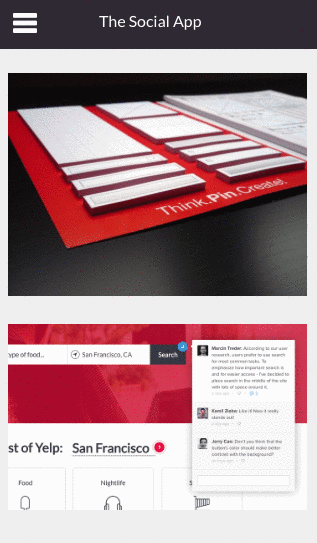 The Social App
Think.Pin.Create!
ype of food...
San Francisco, CA
Search
Marcin Treder: According to our user
research, users prefer to use search
for most common tasks. To
emphasize how important search is
and for easier access - I've decided to
place search in the middle of the site
with lots of space around it.
Kamil Zieba: Like it! Now it really
stands out!
Jerry Cao: Don't you think that the
button's color should make better
contrast with the background?
st of Yelp: San Francisco
Food
Nightlife
S